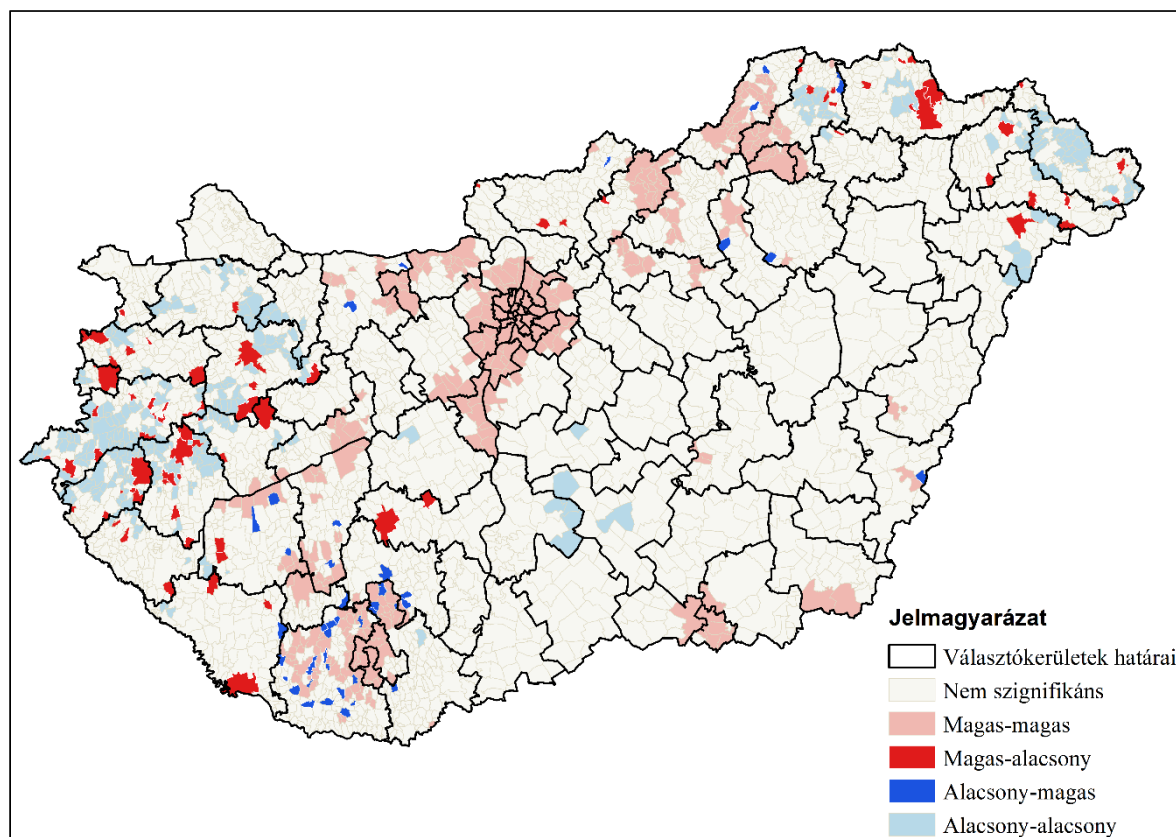 Jelmagyarázat
Választókerületek határai
Nem szignifikáns
Magas-magas
Magas-alacsony
Alacsony-magas
Alacsony-alacsony